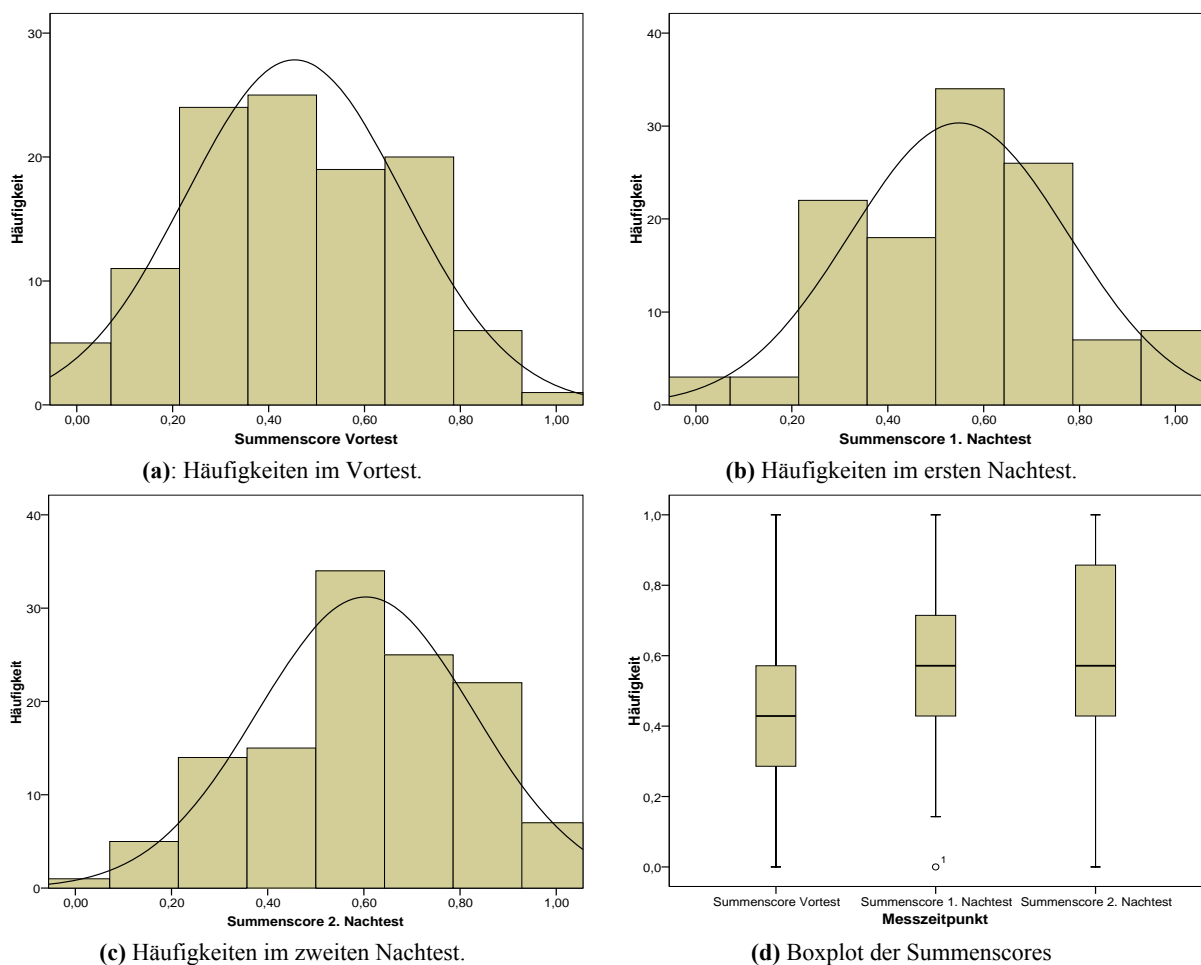 30
20
10
0
Häufigkeit
0,00 0,20 0,40 0,60 0,80 1,00
Summenscore Vortest
(a): Häufigkeiten im Vortest.
40
30
20
10
0
Häufigkeit
0,00 0,20 0,40 0,60 0,80 1,00
Summenscore 1. Nachtest
(b) Häufigkeiten im ersten Nachtest.
40
30
20
10
0
Häufigkeit
0,00 0,20 0,40 0,60 0,80 1,00
Summenscore 2. Nachtest
(c) Häufigkeiten im zweiten Nachtest.
1,0
0,8
0,6
0,4
0,2
0,0
Häufigkeit
1
Summenscore Vortest Summenscore 1. Nachtest Summenscore 2. Nachtest
Messzeitpunkt
(d) Boxplot der Summenscores